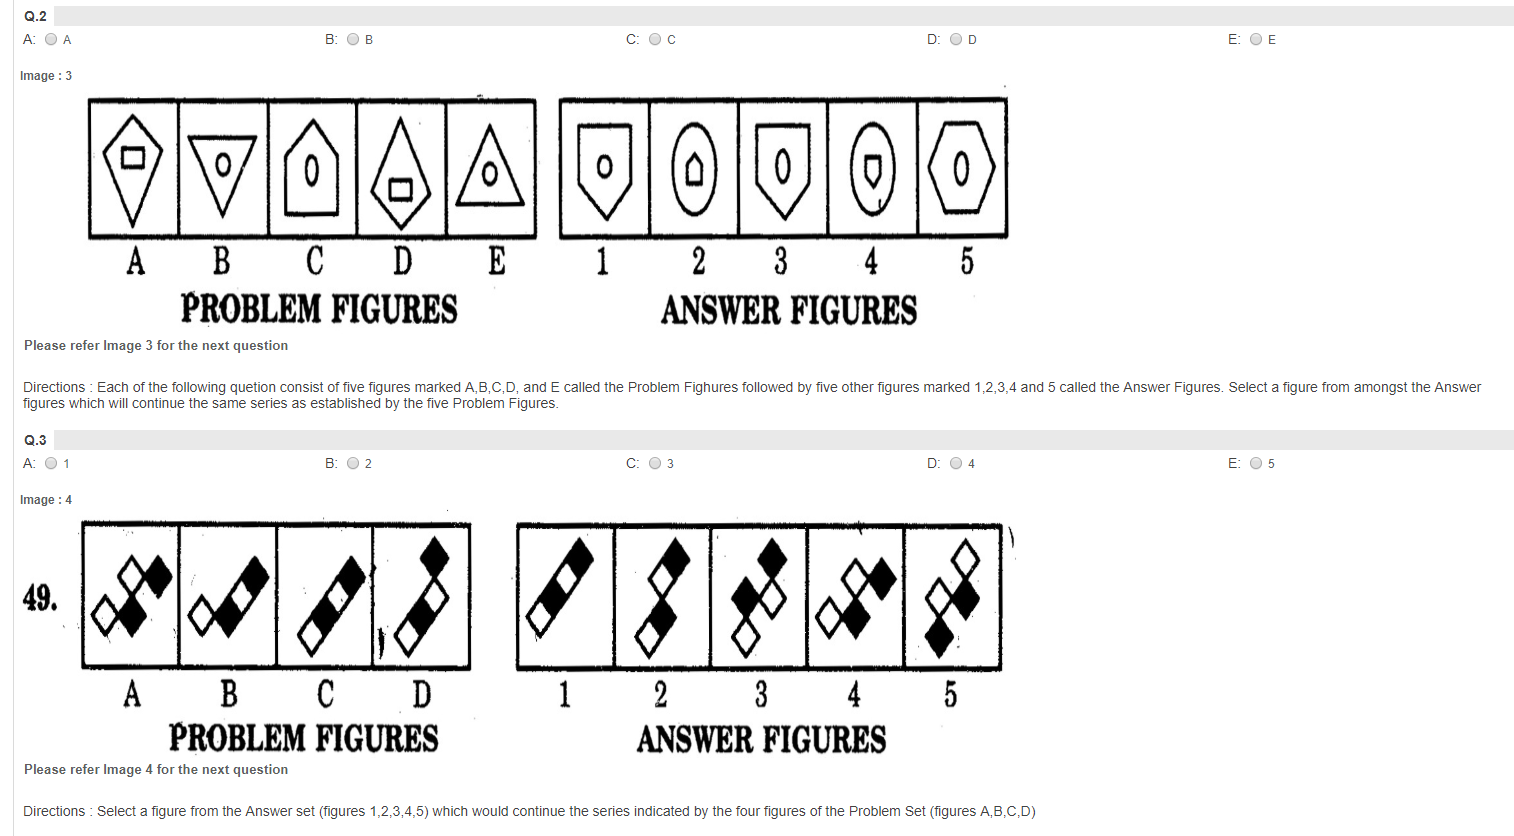 Q.2
A: A B: B C: C D: D E: E
Image : 3
A B C D E 1 2 3 4 5
PROBLEM FIGURES ANSWER FIGURES
Please refer Image 3 for the next question
Directions : Each of the following quetion consist of five figures marked A,B,C,D, and E called the Problem Fighures followed by five other figures marked 1,2,3,4 and 5 called the Answer Figures. Select a figure from amongst the Answer
figures which will continue the same series as established by the five Problem Figures.
Q.3
A: 1 B: 2 C: 3 D: 4 E: 5
Image : 4
49.
A B C D 1 2 3 4 5
PROBLEM FIGURES ANSWER FIGURES
Please refer Image 4 for the next question
Directions : Select a figure from the Answer set (figures 1,2,3,4,5) which would continue the series indicated by the four figures of the Problem Set (figures A,B,C,D)